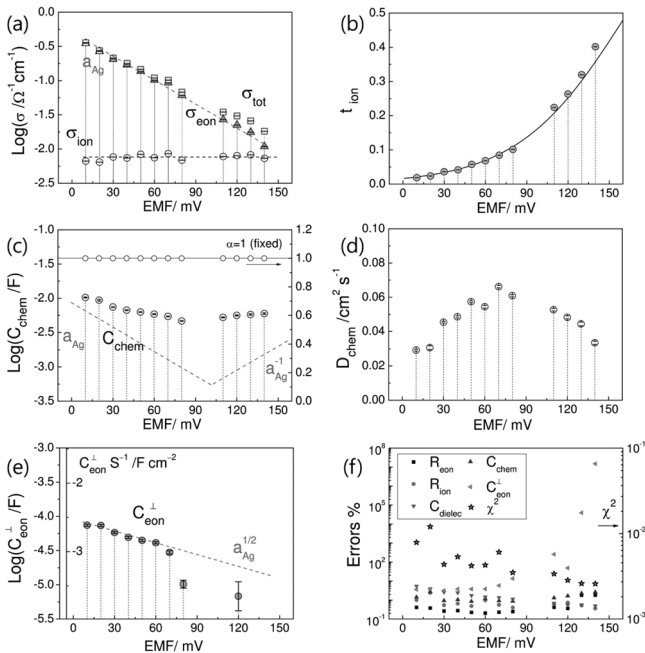 (a)
0.0
-0.5
-1.0
-1.5
-2.0
-2.5
Log(σ /Ω⁻¹cm⁻¹)
a_Ag
σ_tot
σ_eon
σ_ion
0 30 60 90 120 150
EMF/ mV
(b)
0.5
0.4
0.3
0.2
0.1
0.0
t_ion
0 30 60 90 120 150
EMF/ mV
(c)
-1.0
-1.5
-2.0
-2.5
-3.0
-3.5
Log(C_chem /F)
α=1 (fixed)
1.2
1.0
0.8
0.6
0.4
0.2
0.0
a_Ag
C_chem
a_Ag⁻¹
0 30 60 90 120 150
EMF/ mV
(d)
0.10
0.08
0.06
0.04
0.02
0.00
D_chem /cm² s⁻¹
0 30 60 90 120 150
EMF/ mV
(e)
-3.0
-3.5
-4.0
-4.5
-5.0
-5.5
Log(C_eon^⊥ /F)
C_eon^⊥ S⁻¹ /F cm⁻²
-2
-3
C_eon^⊥
a_Ag^1/2
0 30 60 90 120 150
EMF/ mV
(f)
10⁸
10⁵
10²
10⁻¹
Errors %
R_eon C_chem
R_ion C_eon^⊥
C_dielec χ²
10⁻¹
10⁻²
10⁻³
χ²
0 30 60 90 120 150
EMF/ mV